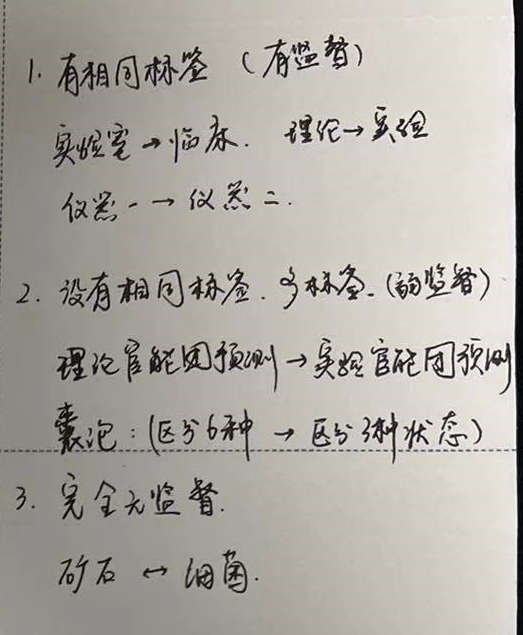 1. 有相同标签 (有监督)
实验室 → 临床. 理论 → 实验
仪器一 → 仪器二.
2. 没有相同标签. 多标签. (弱监督)
理论官能团预测 → 实验官能团预测
囊泡: (区分6种 → 区分3种状态)
3. 完全无监督.
矿石 ↔ 细菌.